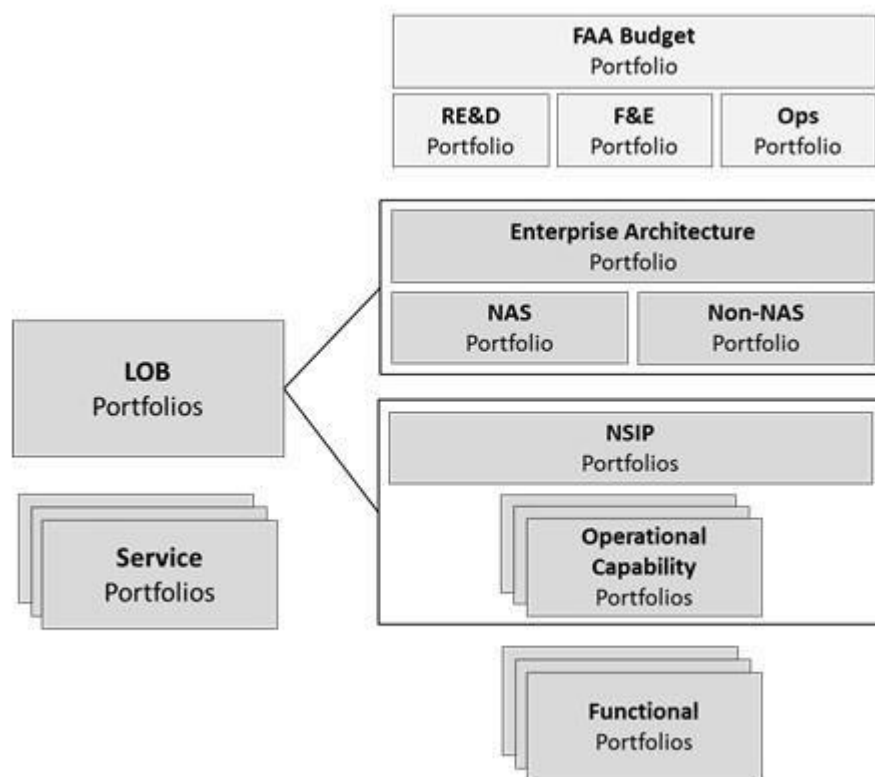 FAA Budget
Portfolio
RE&D
Portfolio
F&E
Portfolio
Ops
Portfolio
Enterprise Architecture
Portfolio
NAS
Portfolio
Non-NAS
Portfolio
LOB
Portfolios
NSIP
Portfolios
Service
Portfolios
Operational
Capability
Portfolios
Functional
Portfolios